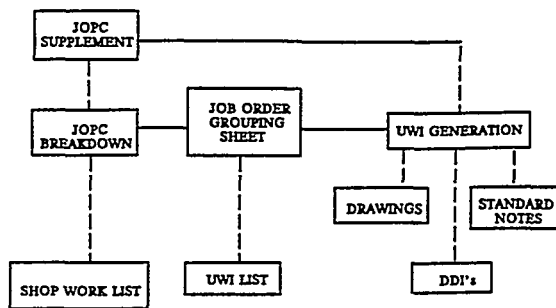 JOPC
SUPPLEMENT
JOPC
BREAKDOWN
JOB ORDER
GROUPING
SHEET
UWI GENERATION
DRAWINGS
STANDARD
NOTES
SHOP WORK LIST
UWI LIST
DDI's